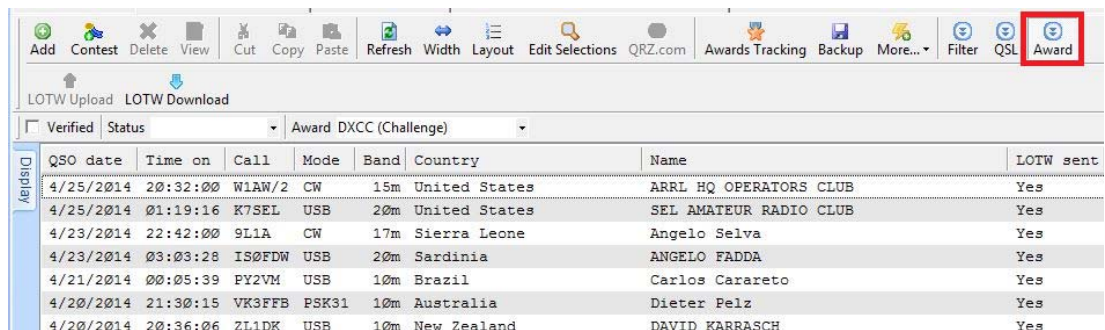 Add Contest Delete View Cut Copy Paste Refresh Width Layout Edit Selections QRZ.com Awards Tracking Backup More... Filter QSL Award
LOTW Upload LOTW Download
Verified Status Award DXCC (Challenge)
Display
QSO date Time on Call Mode Band Country Name LOTW sent
4/25/2014 20:32:00 W1AW/2 CW 15m United States ARRL HQ OPERATORS CLUB Yes
4/25/2014 01:19:16 K7SEL USB 20m United States SEL AMATEUR RADIO CLUB Yes
4/23/2014 22:42:00 9L1A CW 17m Sierra Leone Angelo Selva Yes
4/23/2014 03:03:28 IS0FDW USB 20m Sardinia ANGELO FADDA Yes
4/21/2014 00:05:39 PY2VM USB 10m Brazil Carlos Carareto Yes
4/20/2014 21:30:15 VK3FFB PSK31 10m Australia Dieter Pelz Yes
4/20/2014 20:36:06 ZL1DK USB 10m New Zealand DAVID KARRASCH Yes